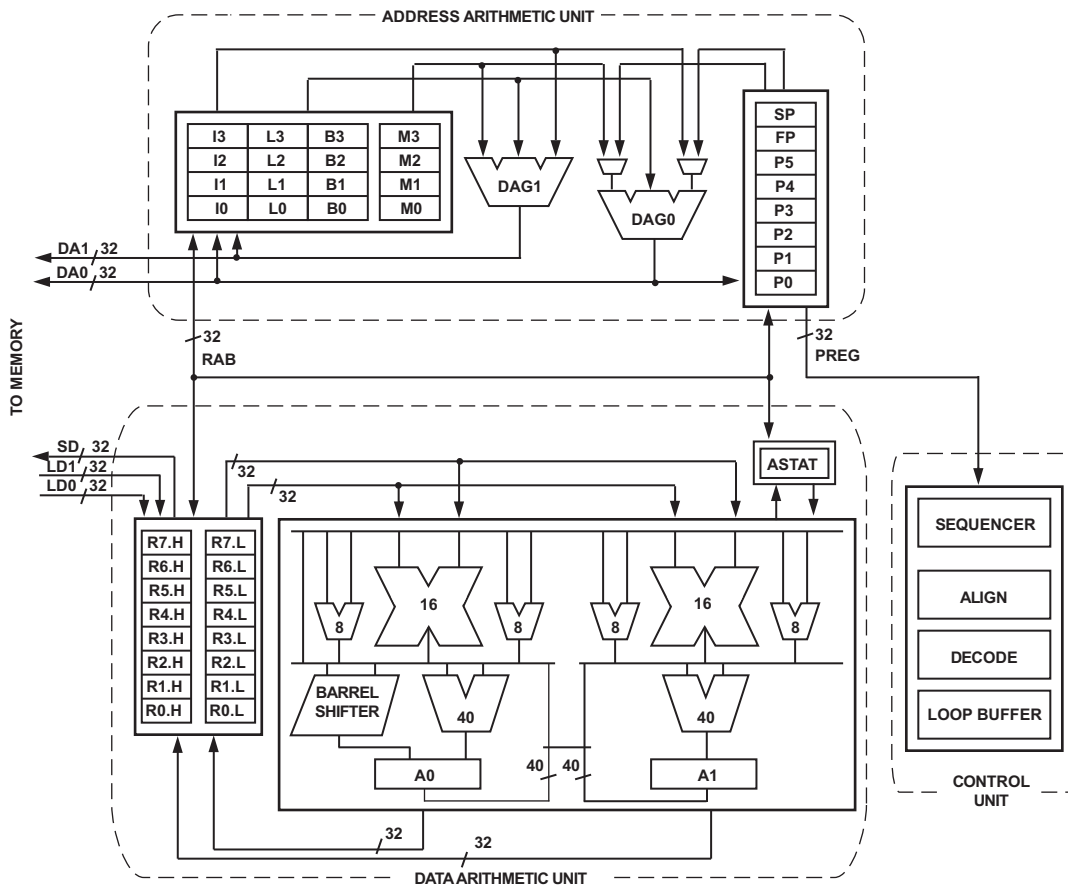 ADDRESS ARITHMETIC UNIT
SP
FP
P5
P4
P3
P2
P1
P0
I3 L3 B3 M3
I2 L2 B2 M2
I1 L1 B1 M1
I0 L0 B0 M0
DAG1
DAG0
DA1 32
DA0 32
32
RAB
32
PREG
TO MEMORY
SD 32
LD1 32
LD0 32
32
32
ASTAT
R7.H R7.L
R6.H R6.L
R5.H R5.L
R4.H R4.L
R3.H R3.L
R2.H R2.L
R1.H R1.L
R0.H R0.L
8 16 8 8 16 8
BARREL
SHIFTER
40 40
A0 40 40 A1
32
32
DATA ARITHMETIC UNIT
SEQUENCER
ALIGN
DECODE
LOOP BUFFER
CONTROL
UNIT